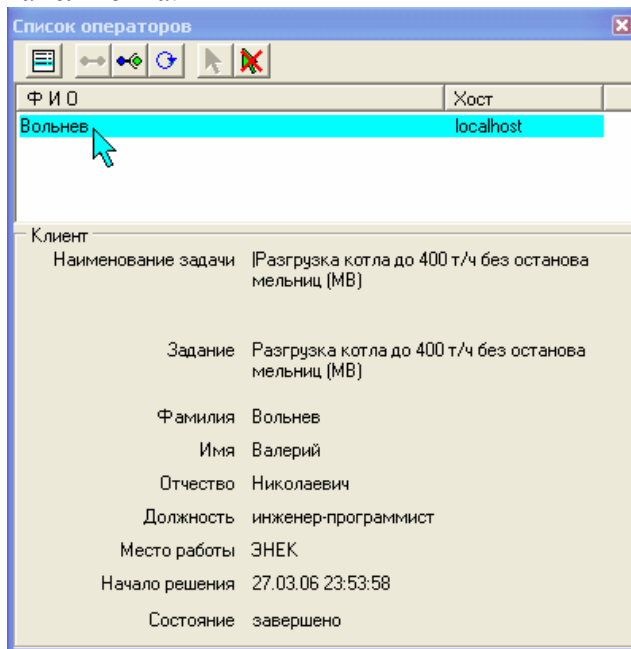 Список операторов
Ф И О Хост
Вольнев localhost
Клиент
Наименование задачи |Разгрузка котла до 400 т/ч без останова
мельниц (МВ)
Задание Разгрузка котла до 400 т/ч без останова
мельниц (МВ)
Фамилия Вольнев
Имя Валерий
Отчество Николаевич
Должность инженер-программист
Место работы ЭНЕК
Начало решения 27.03.06 23:53:58
Состояние завершено